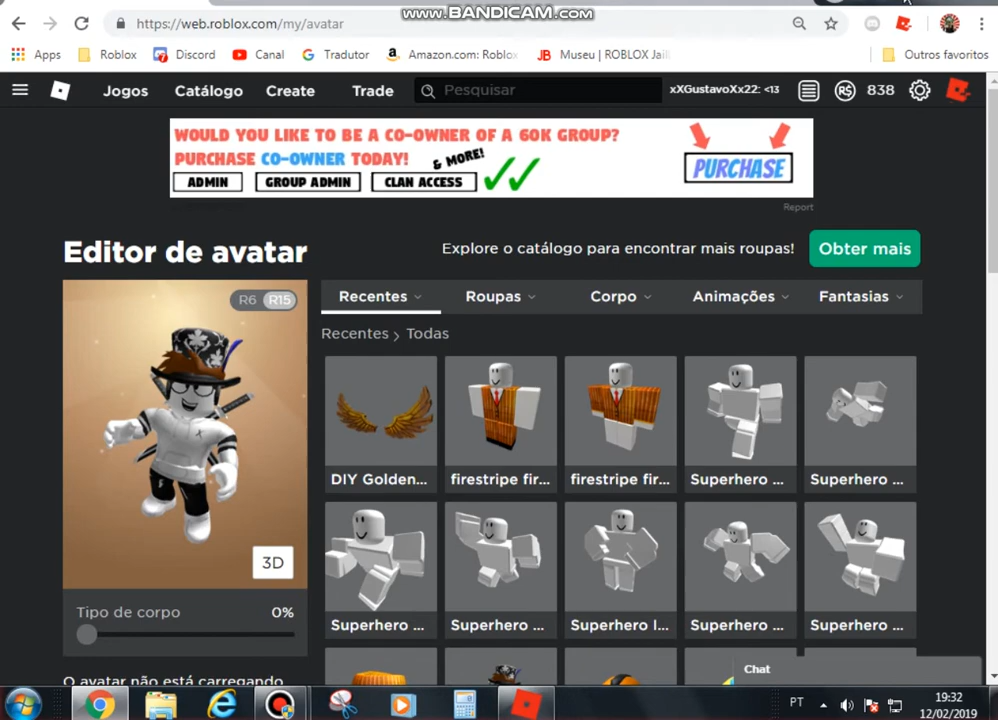 www.BANDICAM.com
https://web.roblox.com/my/avatar
Apps Roblox Discord Canal Tradutor Amazon.com: Roblox Museu | ROBLOX Jail Outros favoritos
Jogos Catálogo Create Trade Pesquisar xXGustavoXx22: <13 838
WOULD YOU LIKE TO BE A CO-OWNER OF A 60K GROUP?
PURCHASE CO-OWNER TODAY! & MORE!
ADMIN GROUP ADMIN CLAN ACCESS
PURCHASE
Report
Editor de avatar
Explore o catálogo para encontrar mais roupas! Obter mais
R6 R15
Recentes Roupas Corpo Animações Fantasias
Recentes > Todas
DIY Golden... firestripe fir... firestripe fir... Superhero ... Superhero ...
3D
Tipo de corpo 0%
Superhero ... Superhero ... Superhero I... Superhero ... Superhero ...
O avatar não está carregando
Chat
PT
19:32
12/02/2019